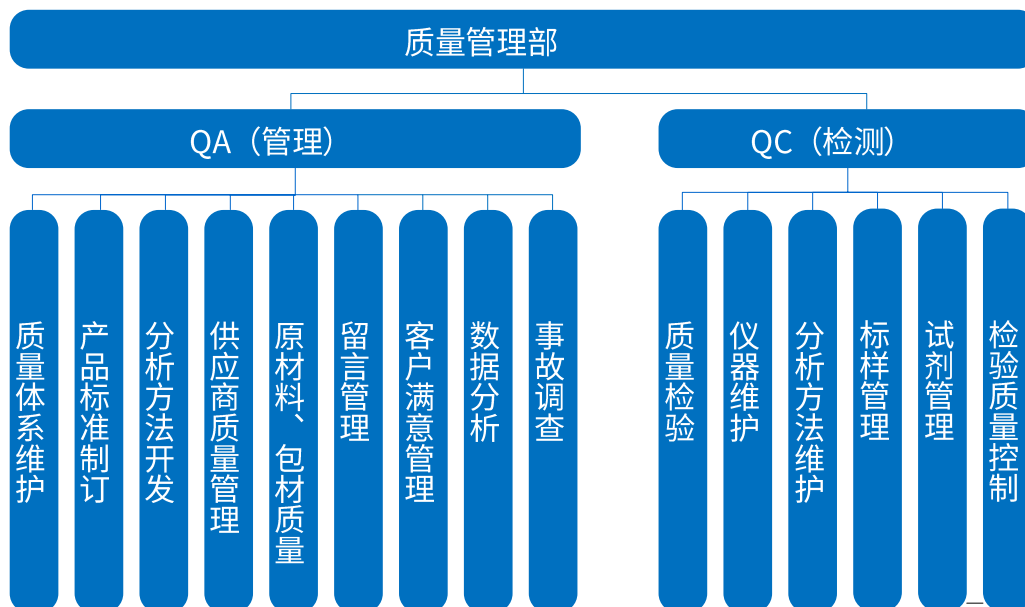 质量管理部
QA（管理）
QC（检测）
质量体系维护
产品标准制订
分析方法开发
供应商质量管理
原材料、包材质量
留言管理
客户满意管理
数据分析
事故调查
质量检验
仪器维护
分析方法维护
标样管理
试剂管理
检验质量控制